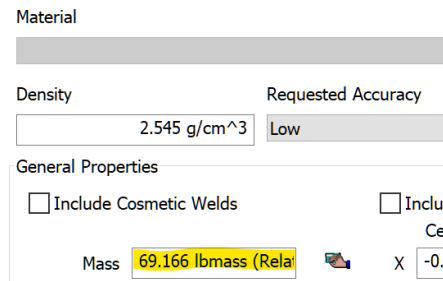 Material
Density Requested Accuracy
2.545 g/cm^3 Low
General Properties
Include Cosmetic Welds Inclu
Ce
Mass 69.166 lbmass (Relat X -0.